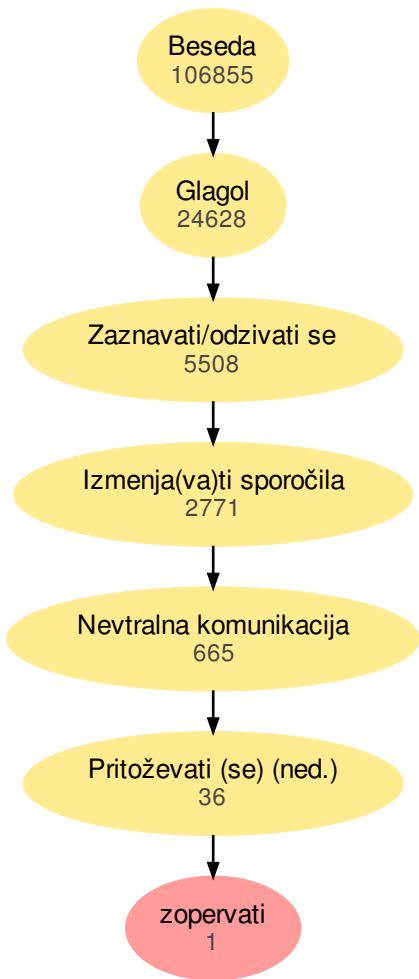 Beseda
106855
Glagol
24628
Zaznavati/odzivati se
5508
Izmenja(va)ti sporočila
2771
Nevtralna komunikacija
665
Pritoževati (se) (ned.)
36
zopervati
1